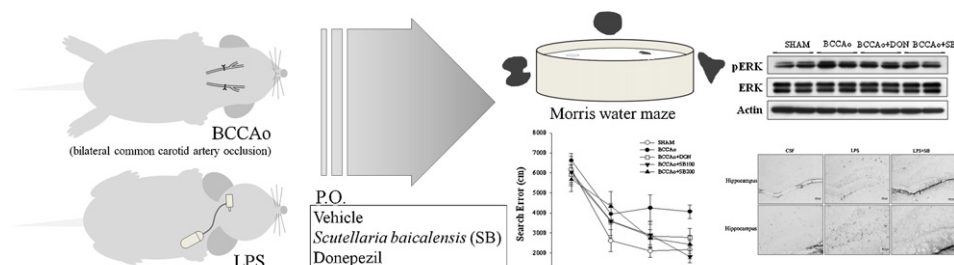 BCCAo
(bilateral common carotid artery occlusion)
LPS
P.O.
Vehicle
Scutellaria baicalensis (SB)
Donepezil
Morris water maze
Search Error (cm)
8000
7000
6000
5000
4000
3000
2000
SHAM
BCCAo
BCCAo+DON
BCCAo+SB100
BCCAo+SB200
SHAM BCCAo BCCAo+DON BCCAo+SB
pERK
ERK
Actin
CSF LPS LPS+SB
Hippocampus
Hippocampus